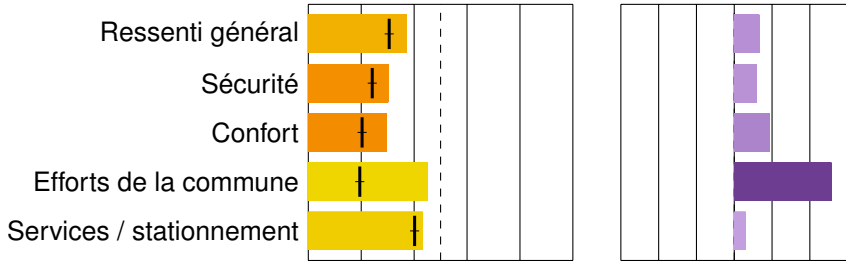 Ressenti général
Sécurité
Confort
Efforts de la commune
Services / stationnement